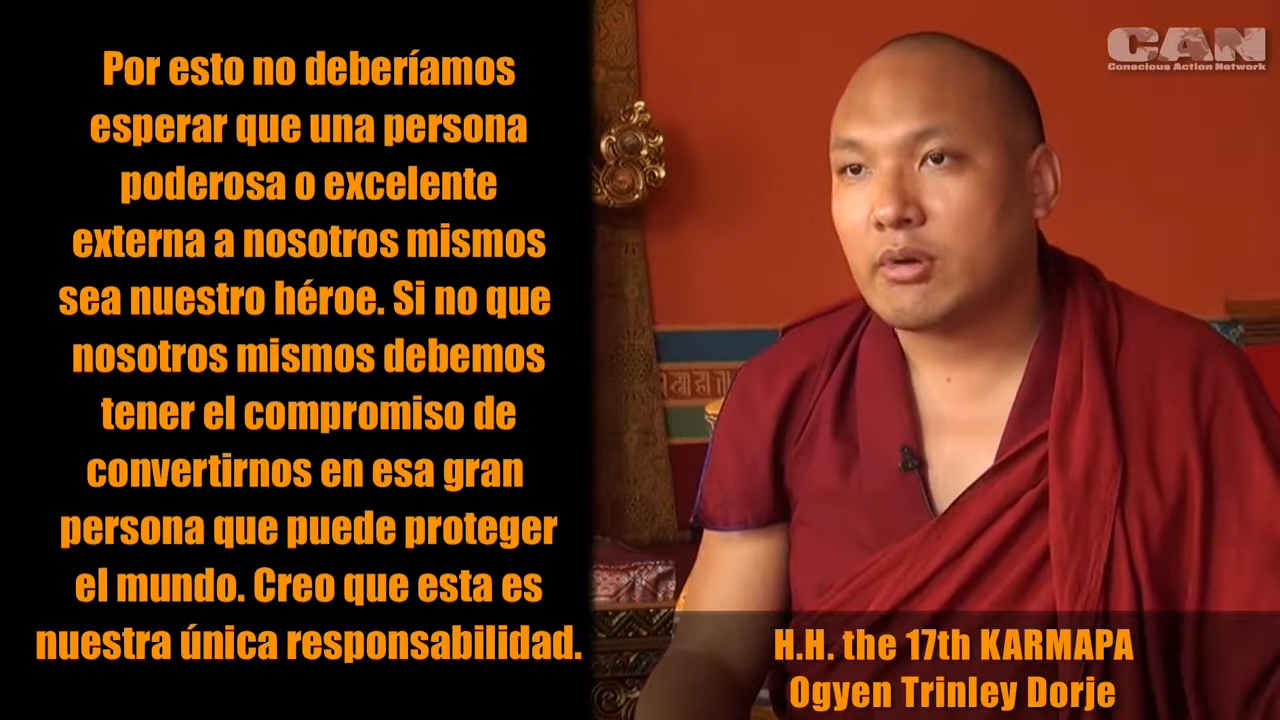 Por esto no deberíamos
esperar que una persona
poderosa o excelente
externa a nosotros mismos
sea nuestro héroe. Si no que
nosotros mismos debemos
tener el compromiso de
convertirnos en esa gran
persona que puede proteger
el mundo. Creo que esta es
nuestra única responsabilidad.
CAN
Conscious Action Network
H.H. the 17th KARMAPA
Ogyen Trinley Dorje